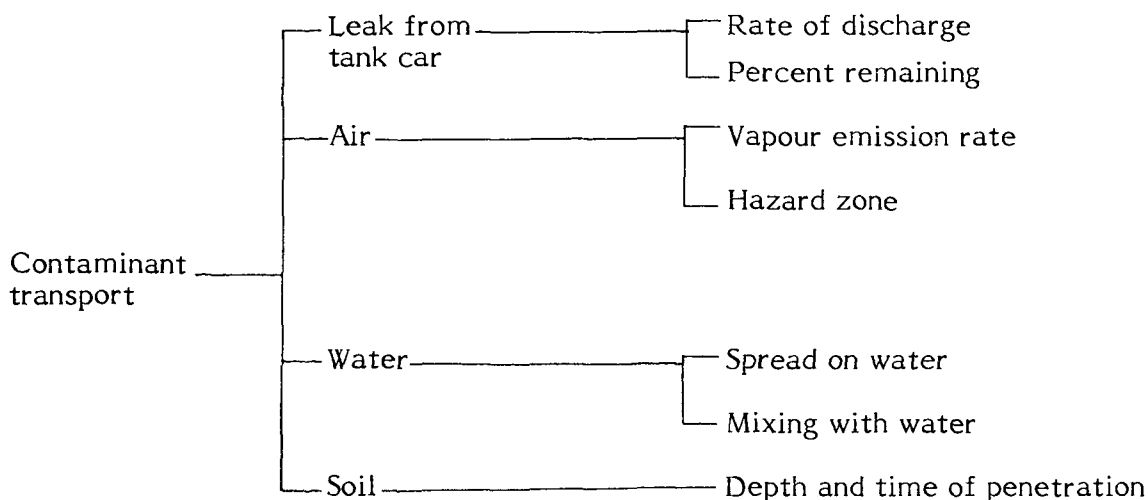 Leak from
tank car
Rate of discharge
Percent remaining
Air
Vapour emission rate
Hazard zone
Contaminant
transport
Water
Spread on water
Mixing with water
Soil
Depth and time of penetration